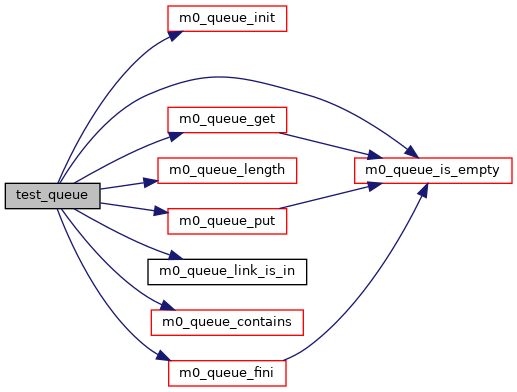 m0_queue_init
m0_queue_get
m0_queue_length
m0_queue_is_empty
test_queue
m0_queue_put
m0_queue_link_is_in
m0_queue_contains
m0_queue_fini